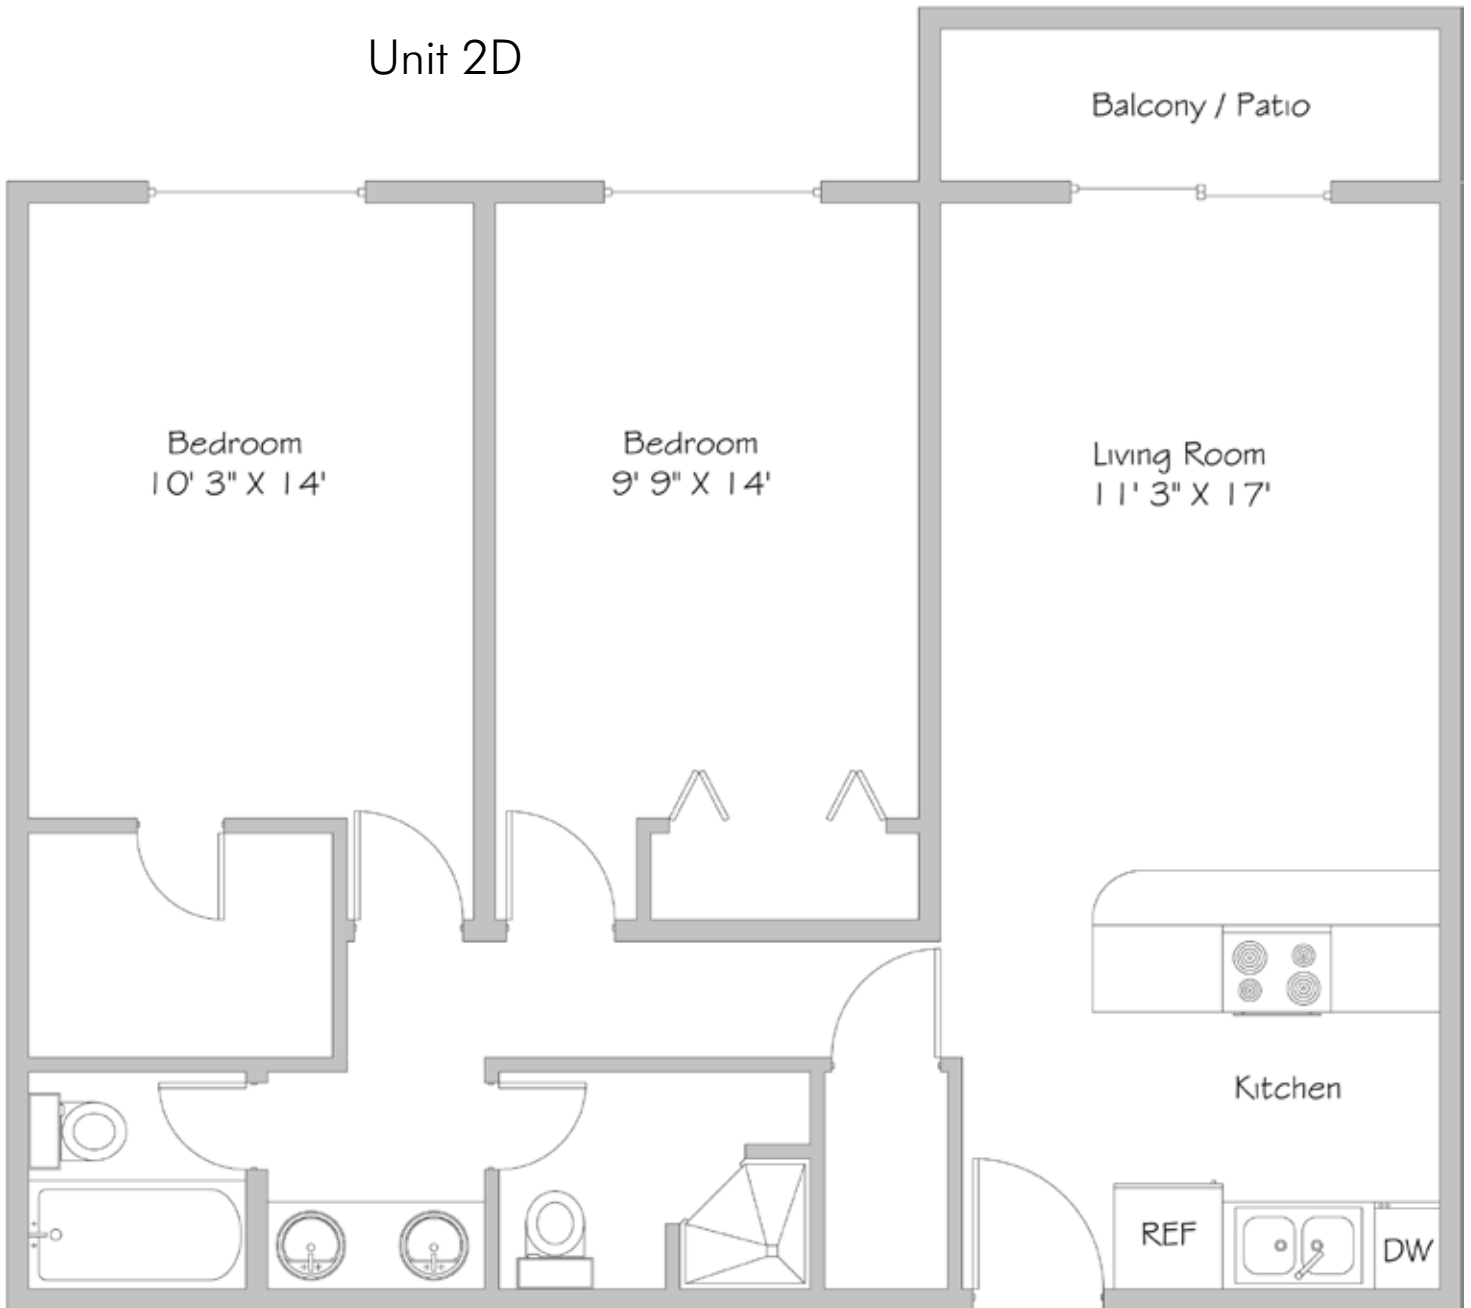 Unit 2D
Balcony / Patio
Bedroom
10' 3" X 14'
Bedroom
9' 9" X 14'
Living Room
11' 3" X 17'
Kitchen
REF
DW